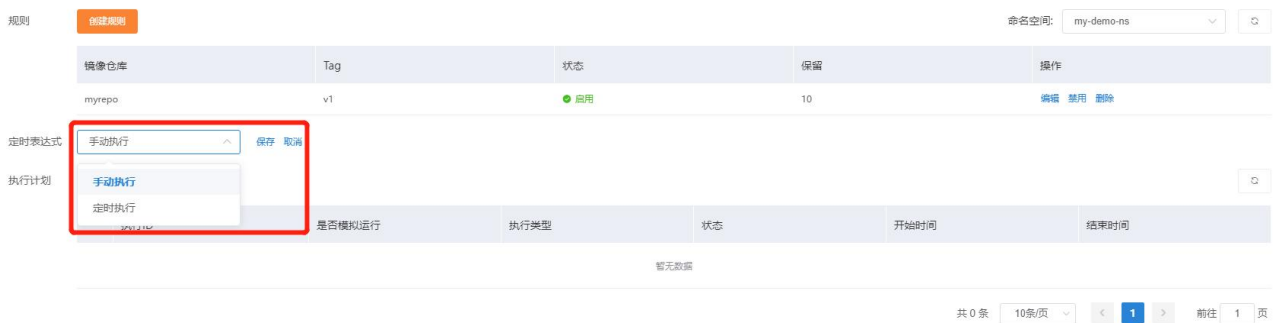 规则 创建规则 命名空间: my-demo-ns
镜像仓库 Tag 状态 保留 操作
myrepo v1 启用 10 编辑 禁用 删除
定时表达式 手动执行 保存 取消
执行计划 手动执行
定时执行
执行ID 是否模拟运行 执行类型 状态 开始时间 结束时间
暂无数据
共 0 条 10条/页 1 前往 1 页